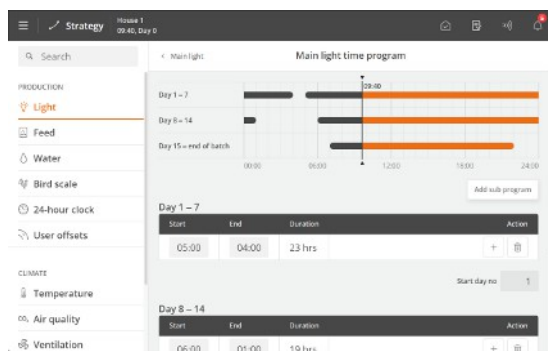 Strategy
House 1
09:40, Day 0
Search
Main light
Main light time program
PRODUCTION
Light
Feed
Water
Bird scale
24-hour clock
User offsets
CLIMATE
Temperature
CO₂ Air quality
Ventilation
09:40
Day 1 – 7
Day 8 – 14
Day 15 – end of batch
00:00 06:00 12:00 18:00 24:00
Add sub program
Day 1 – 7
Start End Duration Action
05:00 04:00 23 hrs +
Start day no 1
Day 8 – 14
Start End Duration Action
06:00 01:00 19 hrs +